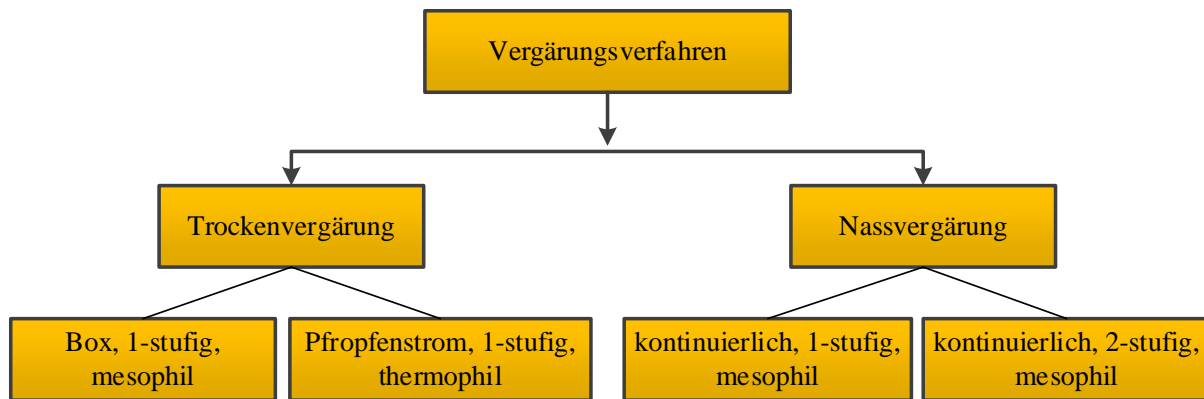 Vergärungsverfahren
Trockenvergärung
Nassvergärung
Box, 1-stufig,
mesophil
Pfropfenstrom, 1-stufig,
thermophil
kontinuierlich, 1-stufig,
mesophil
kontinuierlich, 2-stufig,
mesophil